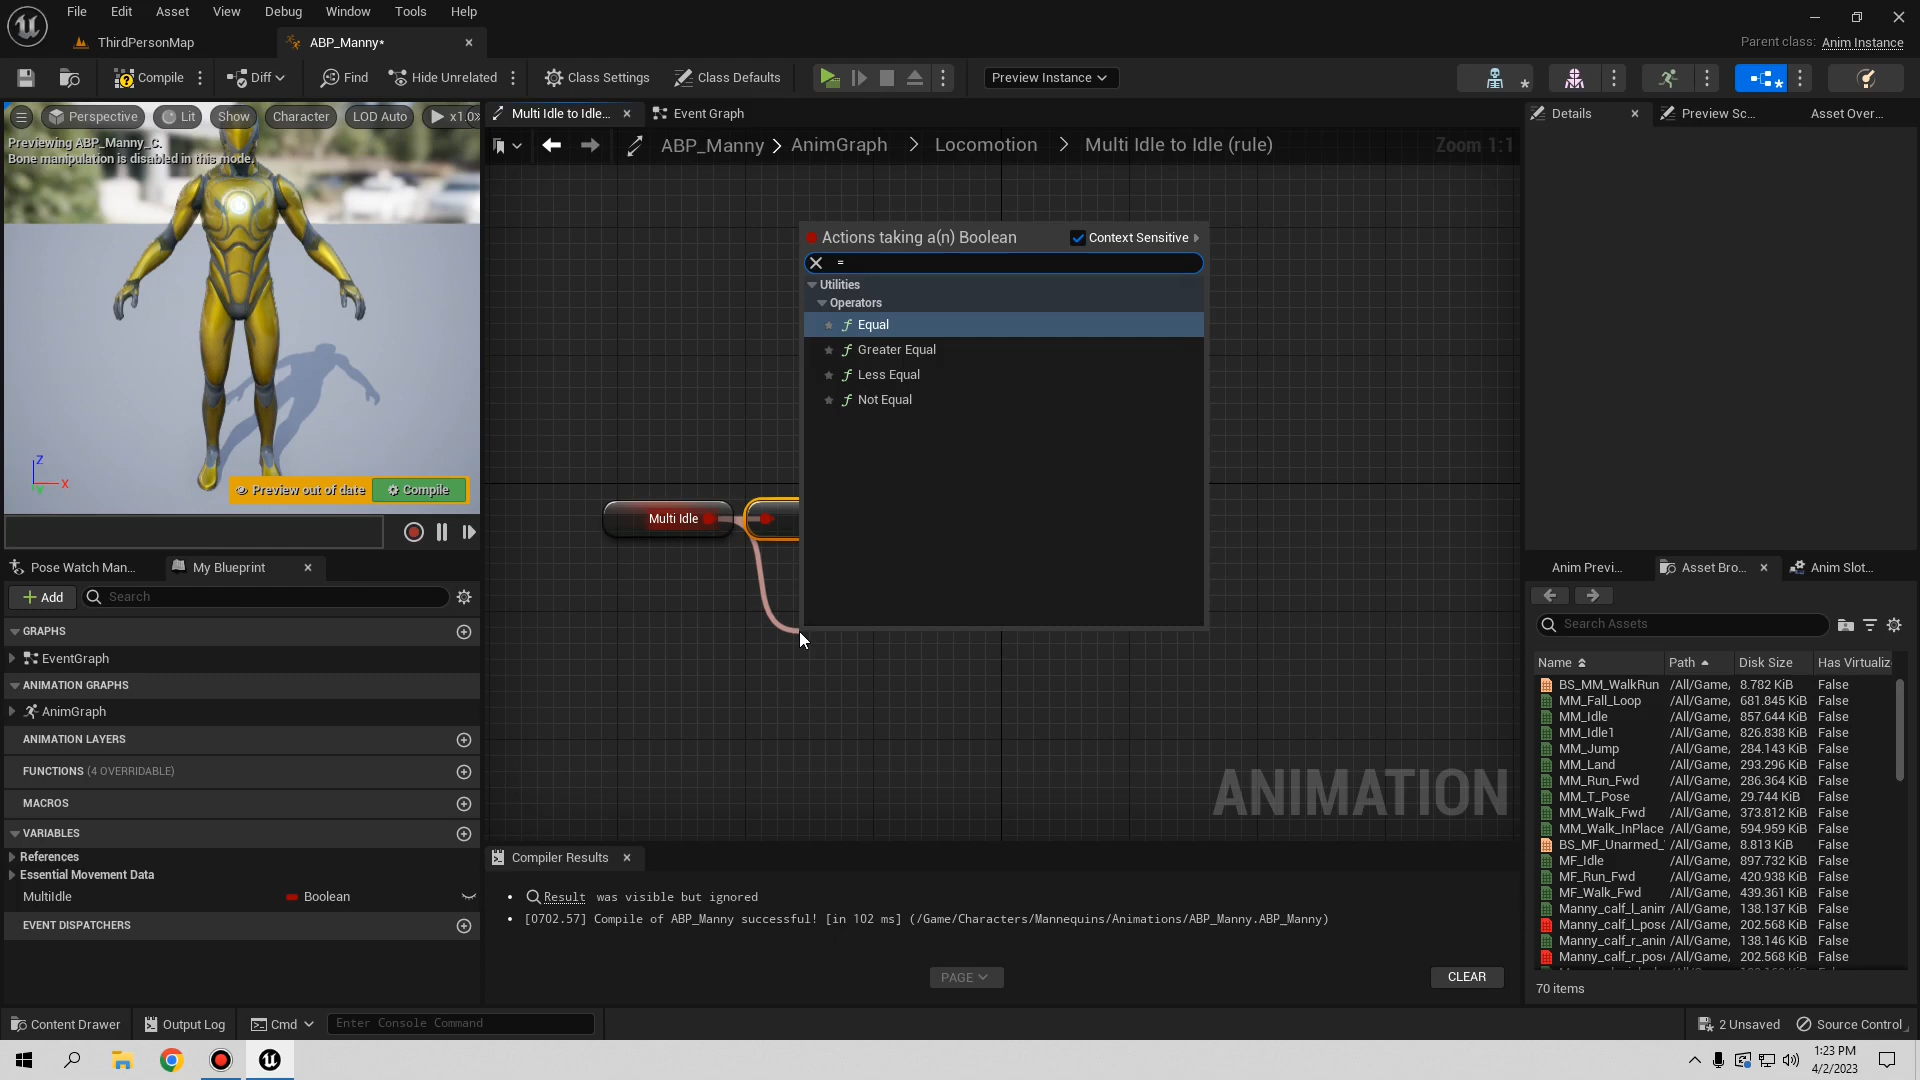 File Edit Asset View Debug Window Tools Help
ThirdPersonMap
ABP_Manny*
Parent class: Anim Instance
Compile
Diff
Find
Hide Unrelated
Class Settings
Class Defaults
Preview Instance
Perspective
Lit
Show
Character
LOD Auto
x1.0
Previewing ABP_Manny_C.
Bone manipulation is disabled in this mode.
Z
X
Y
Preview out of date
Compile
Multi Idle to Idle...
Event Graph
ABP_Manny > AnimGraph > Locomotion > Multi Idle to Idle (rule)
Zoom 1:1
Actions taking a(n) Boolean
Context Sensitive
=
Utilities
Operators
Equal
Greater Equal
Less Equal
Not Equal
Multi Idle
ANIMATION
Details
Preview Sc...
Asset Over...
Pose Watch Man...
My Blueprint
Add
Search
GRAPHS
EventGraph
ANIMATION GRAPHS
AnimGraph
ANIMATION LAYERS
FUNCTIONS (4 OVERRIDABLE)
MACROS
VARIABLES
References
Essential Movement Data
MultiIdle Boolean
EVENT DISPATCHERS
Compiler Results
Result was visible but ignored
[0702.57] Compile of ABP_Manny successful! [in 102 ms] (/Game/Characters/Mannequins/Animations/ABP_Manny.ABP_Manny)
PAGE
CLEAR
Anim Previ...
Asset Bro...
Anim Slot...
Search Assets
Name Path Disk Size Has Virtualiz
BS_MM_WalkRun /All/Game, 8.782 KiB False
MM_Fall_Loop /All/Game, 681.845 KiB False
MM_Idle /All/Game, 857.644 KiB False
MM_Idle1 /All/Game, 826.838 KiB False
MM_Jump /All/Game, 284.143 KiB False
MM_Land /All/Game, 293.296 KiB False
MM_Run_Fwd /All/Game, 286.364 KiB False
MM_T_Pose /All/Game, 29.744 KiB False
MM_Walk_Fwd /All/Game, 373.812 KiB False
MM_Walk_InPlace /All/Game, 594.959 KiB False
BS_MF_Unarmed_ /All/Game, 8.813 KiB False
MF_Idle /All/Game, 897.732 KiB False
MF_Run_Fwd /All/Game, 420.938 KiB False
MF_Walk_Fwd /All/Game, 439.361 KiB False
Manny_calf_l_anim /All/Game, 138.137 KiB False
Manny_calf_l_pose /All/Game, 202.568 KiB False
Manny_calf_r_anim /All/Game, 138.146 KiB False
Manny_calf_r_pos /All/Game, 202.568 KiB False
70 items
Content Drawer
Output Log
Cmd
Enter Console Command
2 Unsaved
Source Control
1:23 PM
4/2/2023